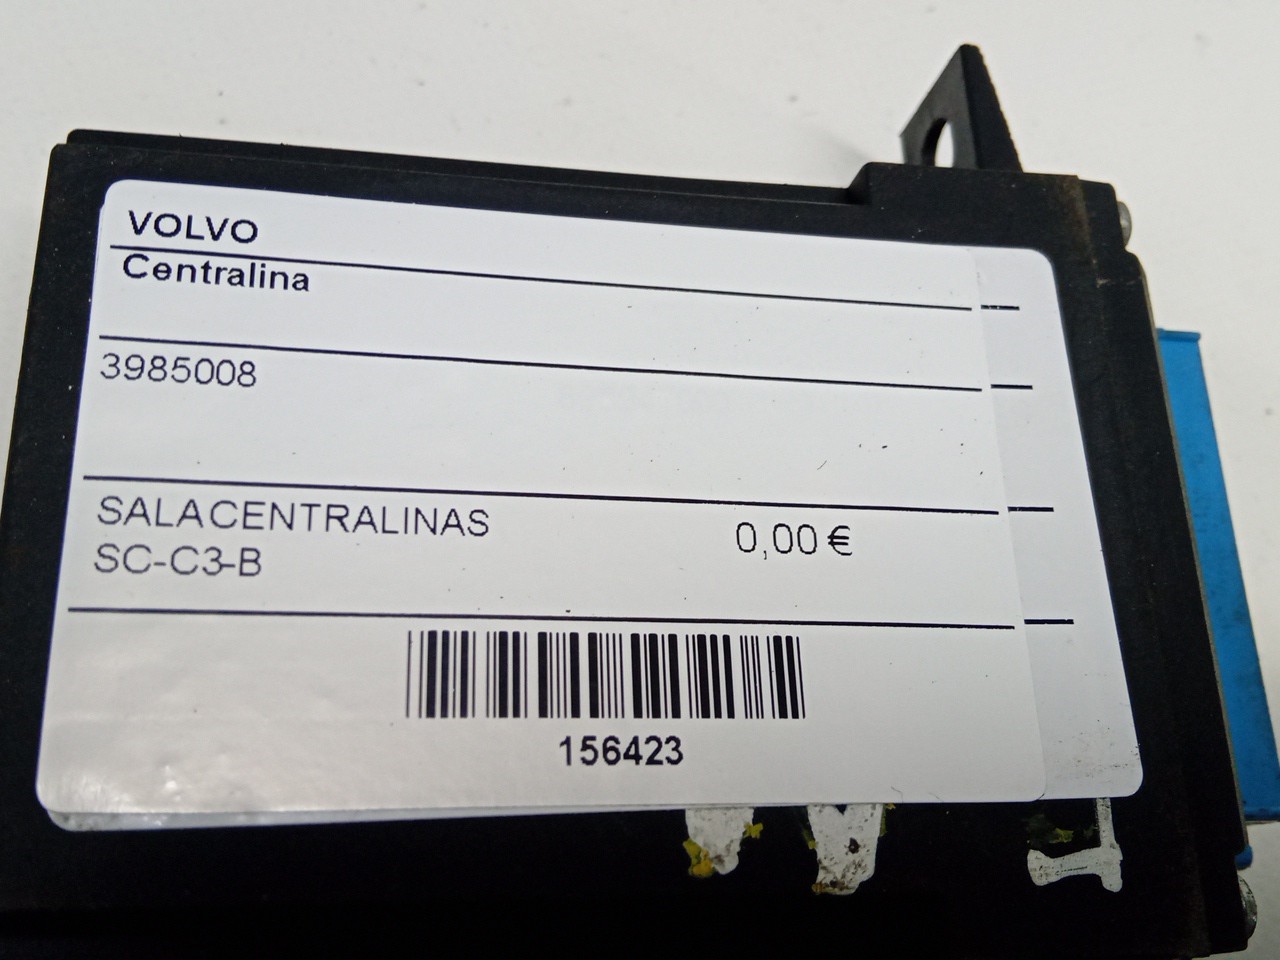 VOLVO
Centralina
3985008
SALACENTRALINAS
SC-C3-B
0,00€
156423